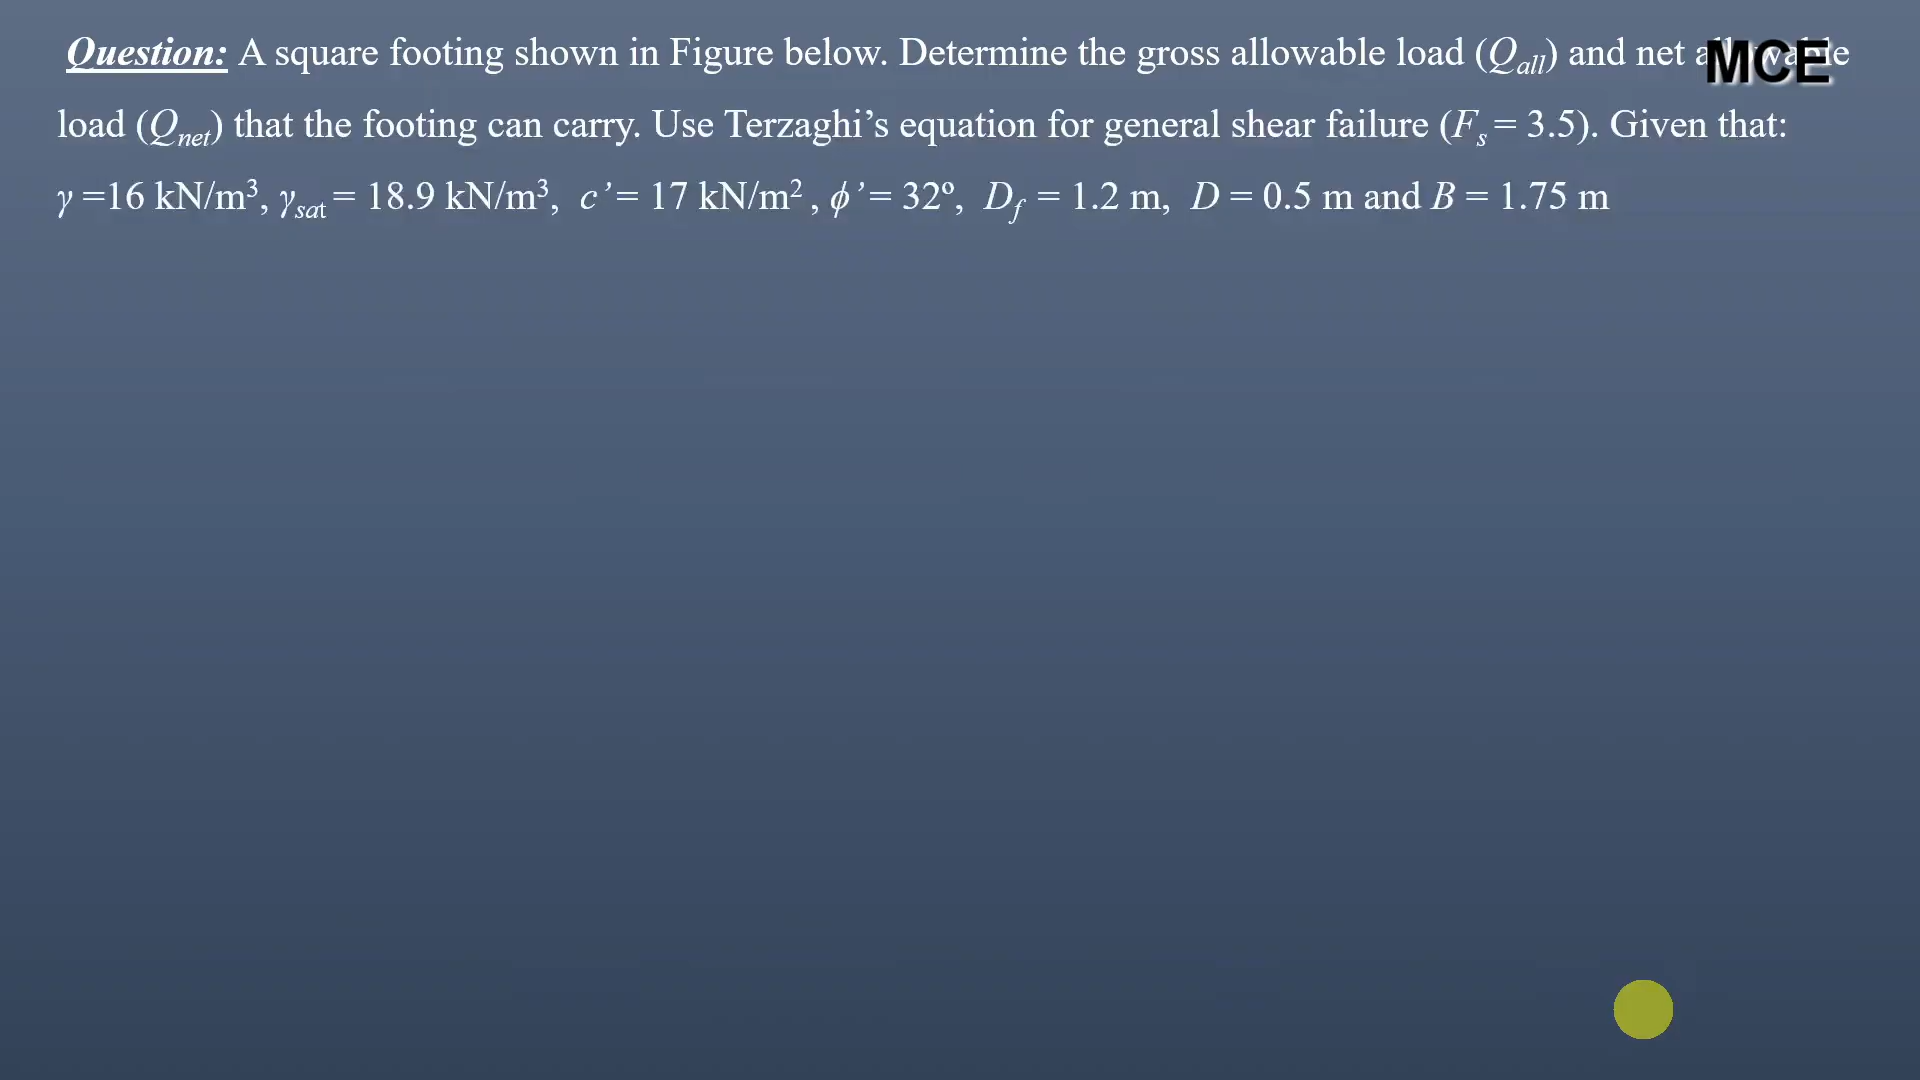 Question: A square footing shown in Figure below. Determine the gross allowable load (Qall) and net allowable
MCE
load (Qnet) that the footing can carry. Use Terzaghi’s equation for general shear failure (Fs = 3.5). Given that:
γ =16 kN/m³, γsat = 18.9 kN/m³, c’= 17 kN/m² , ϕ’= 32º, Df = 1.2 m, D = 0.5 m and B = 1.75 m